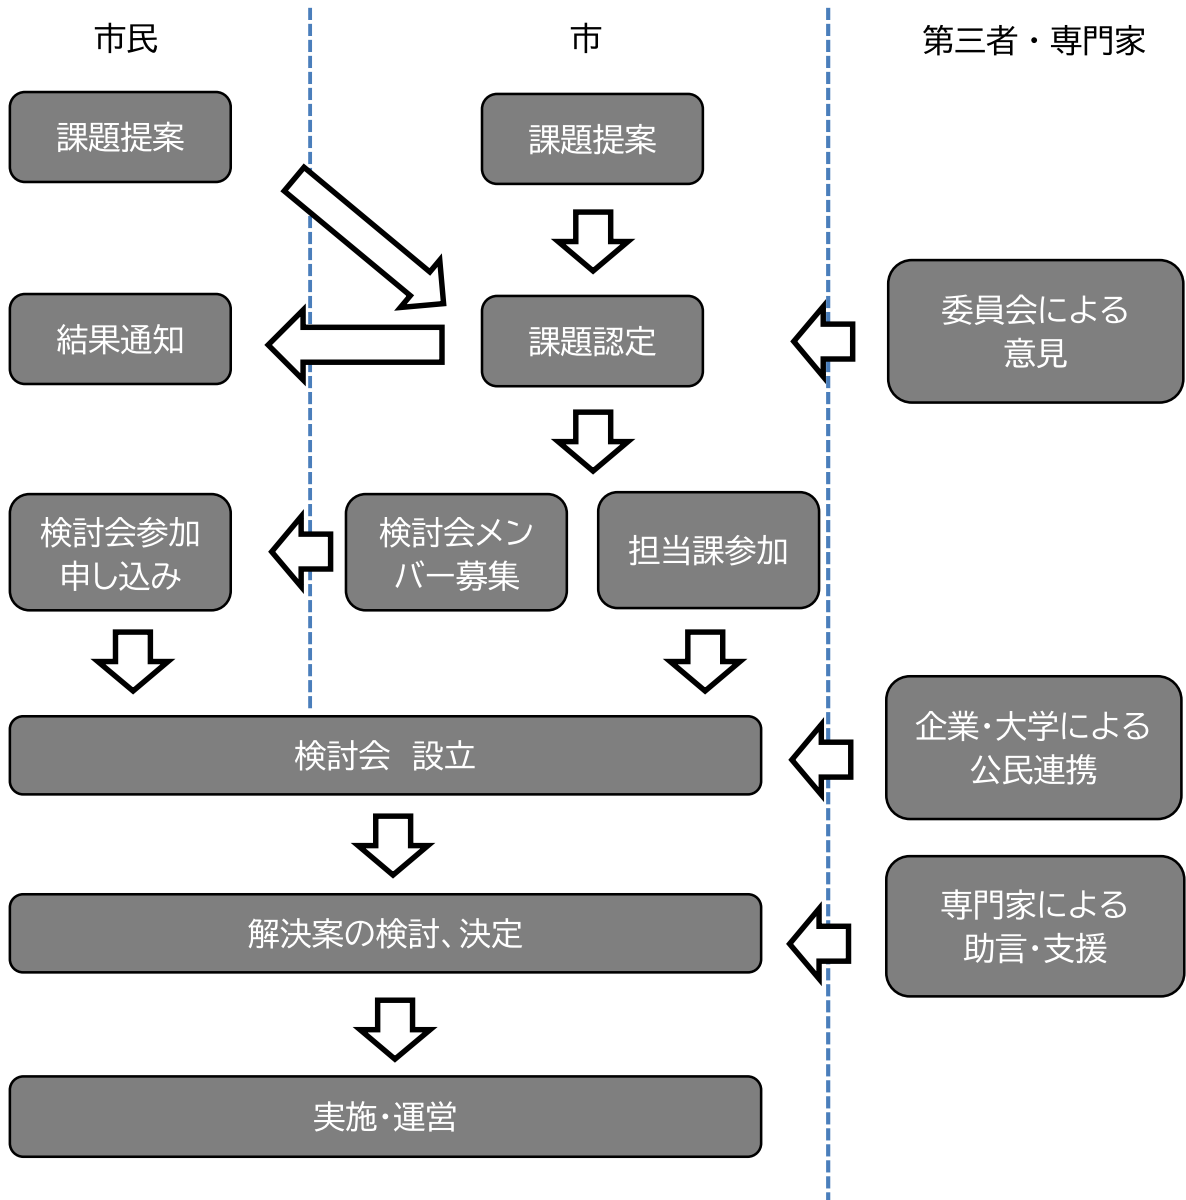 市民
市
第三者・専門家
課題提案
課題提案
結果通知
課題認定
委員会による
意見
検討会参加
申し込み
検討会メン
バー募集
担当課参加
検討会　設立
企業・大学による
公民連携
解決案の検討、決定
専門家による
助言・支援
実施・運営